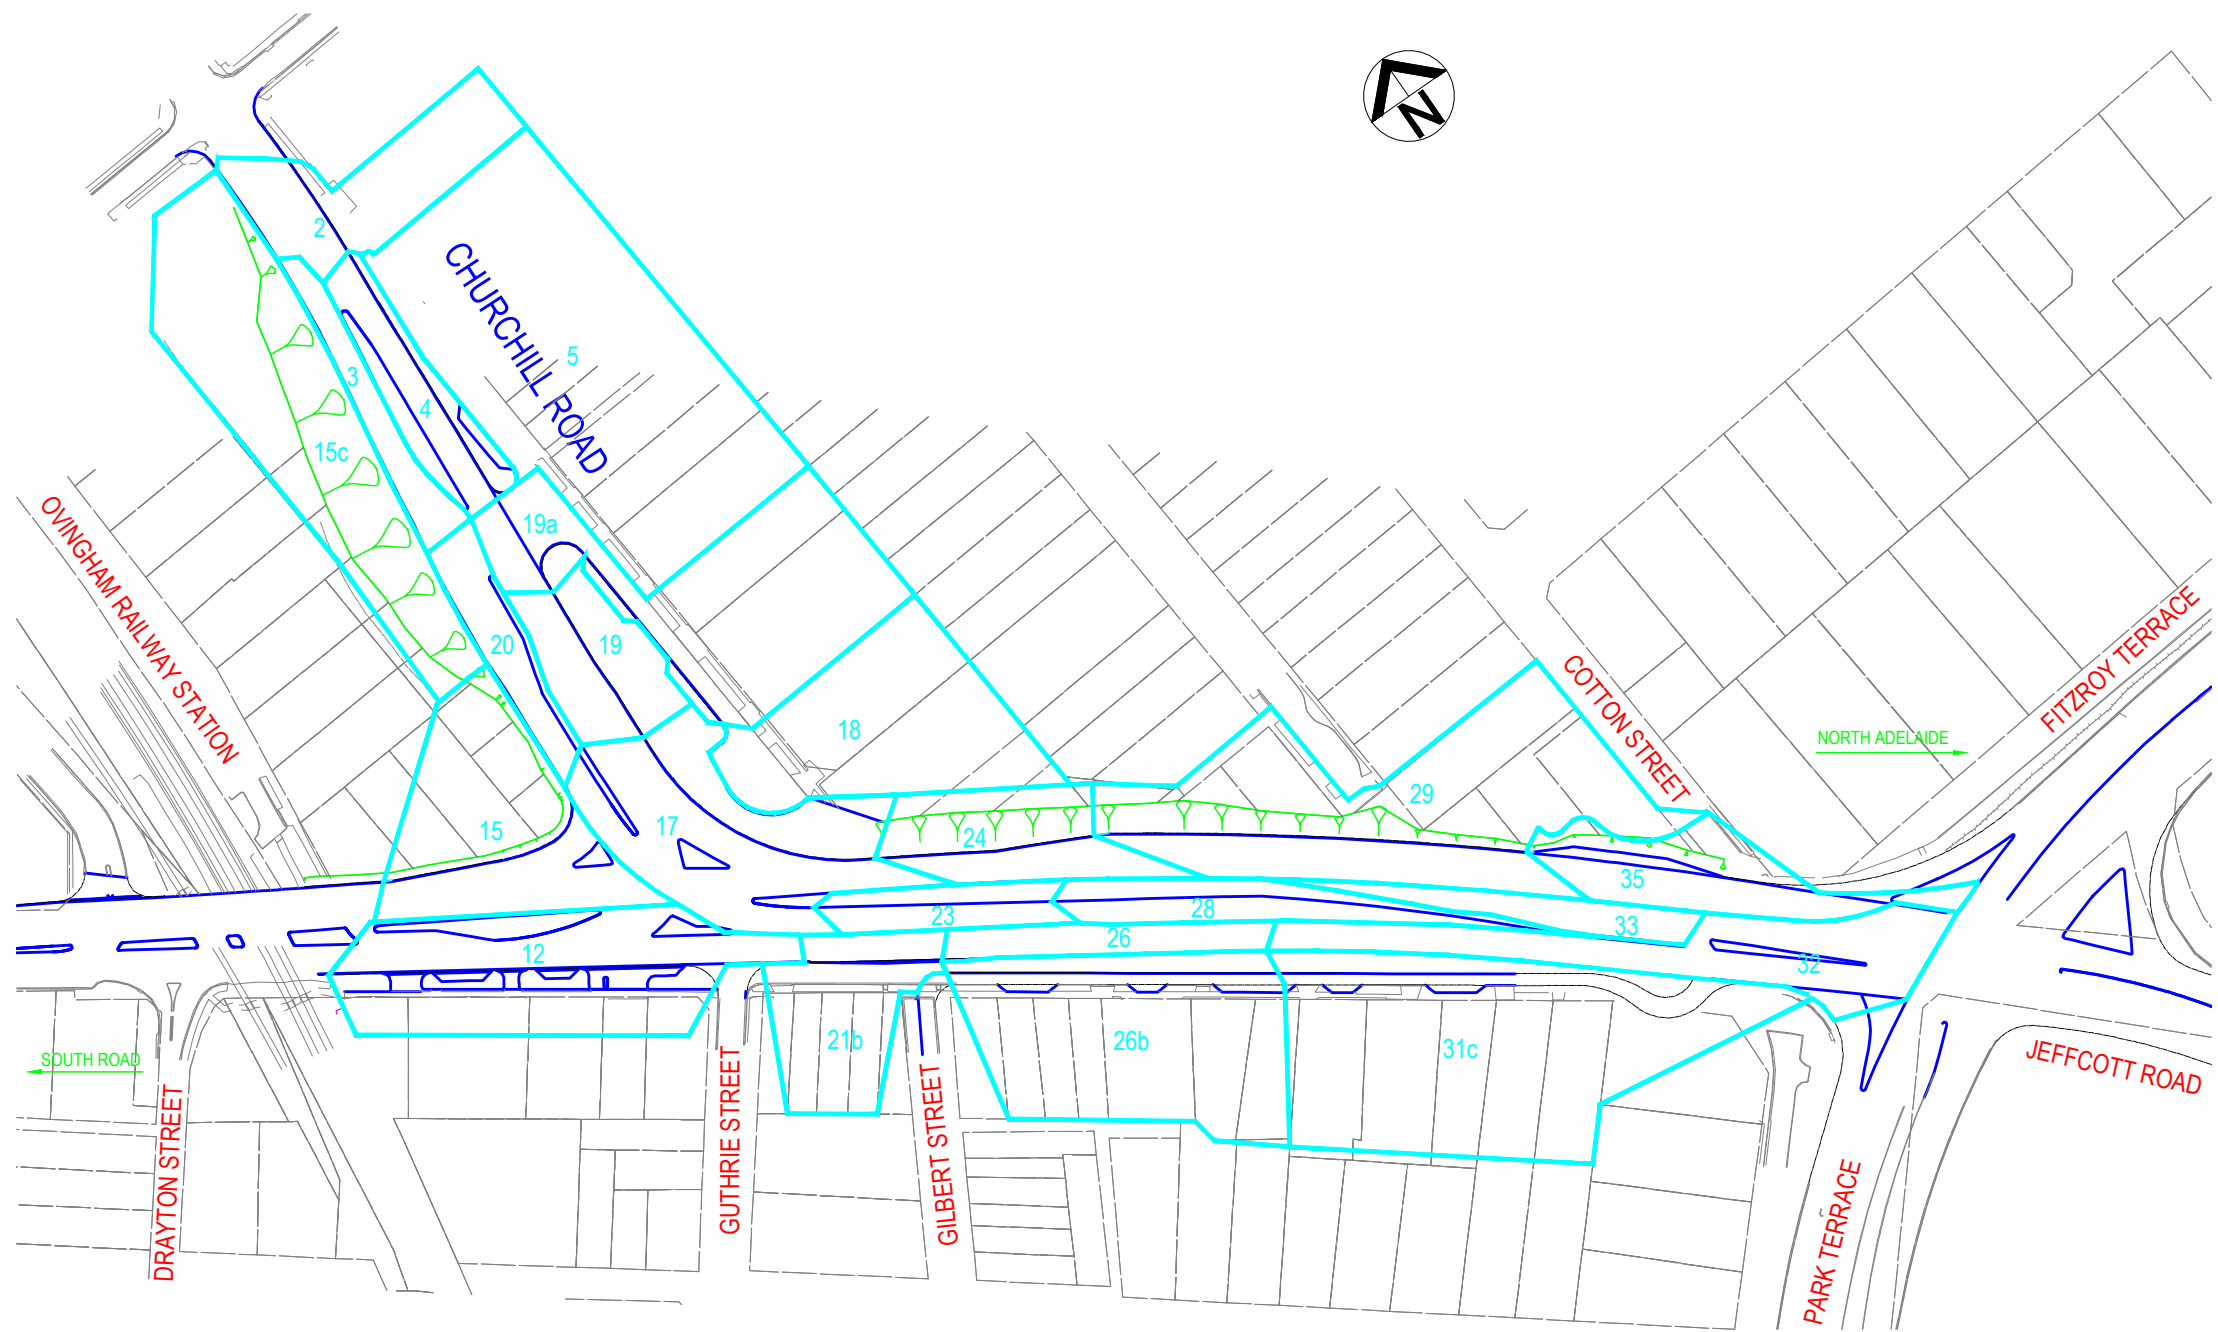 N
2
CHURCHILL ROAD
5
3
4
15c
19a
OVINGHAM RAILWAY STATION
20
19
18
COTTON STREET
FITZROY TERRACE
NORTH ADELAIDE
29
15
17
24
35
23
28
33
12
26
32
21b
26b
31c
SOUTH ROAD
JEFFCOTT ROAD
DRAYTON STREET
GUTHRIE STREET
GILBERT STREET
PARK TERRACE